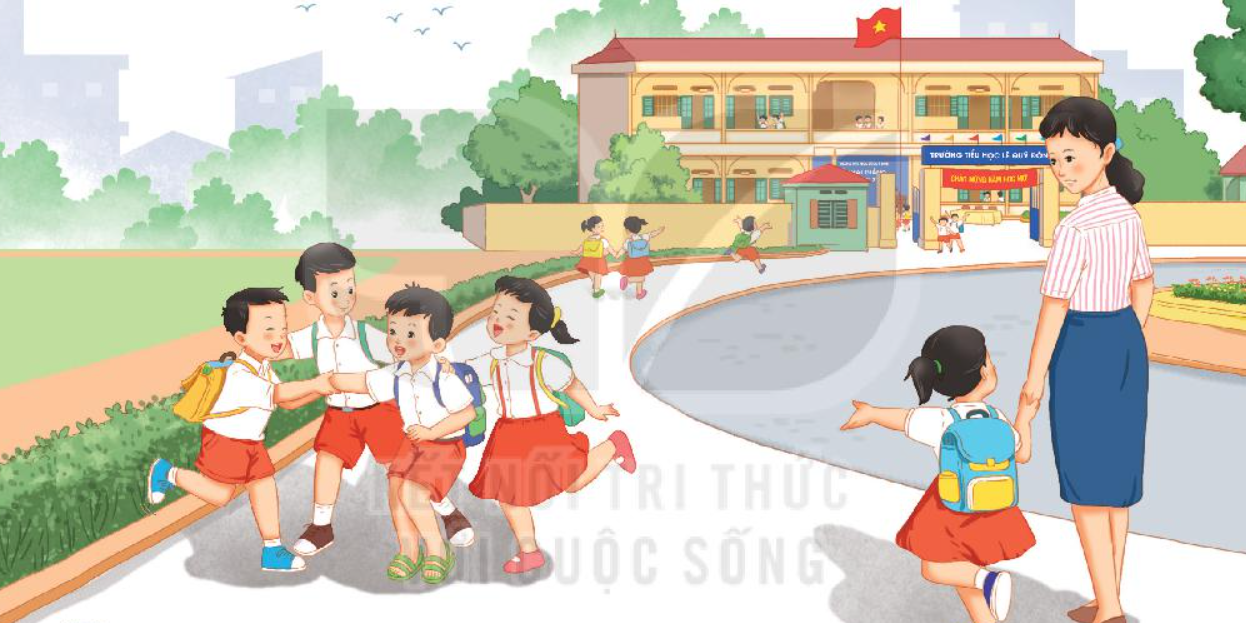 TRƯỜNG TIỂU HỌC LÊ QUÝ ĐÔN
CHÀO MỪNG NĂM HỌC MỚI
KẾT NỐI TRI THỨC
VỚI CUỘC SỐNG